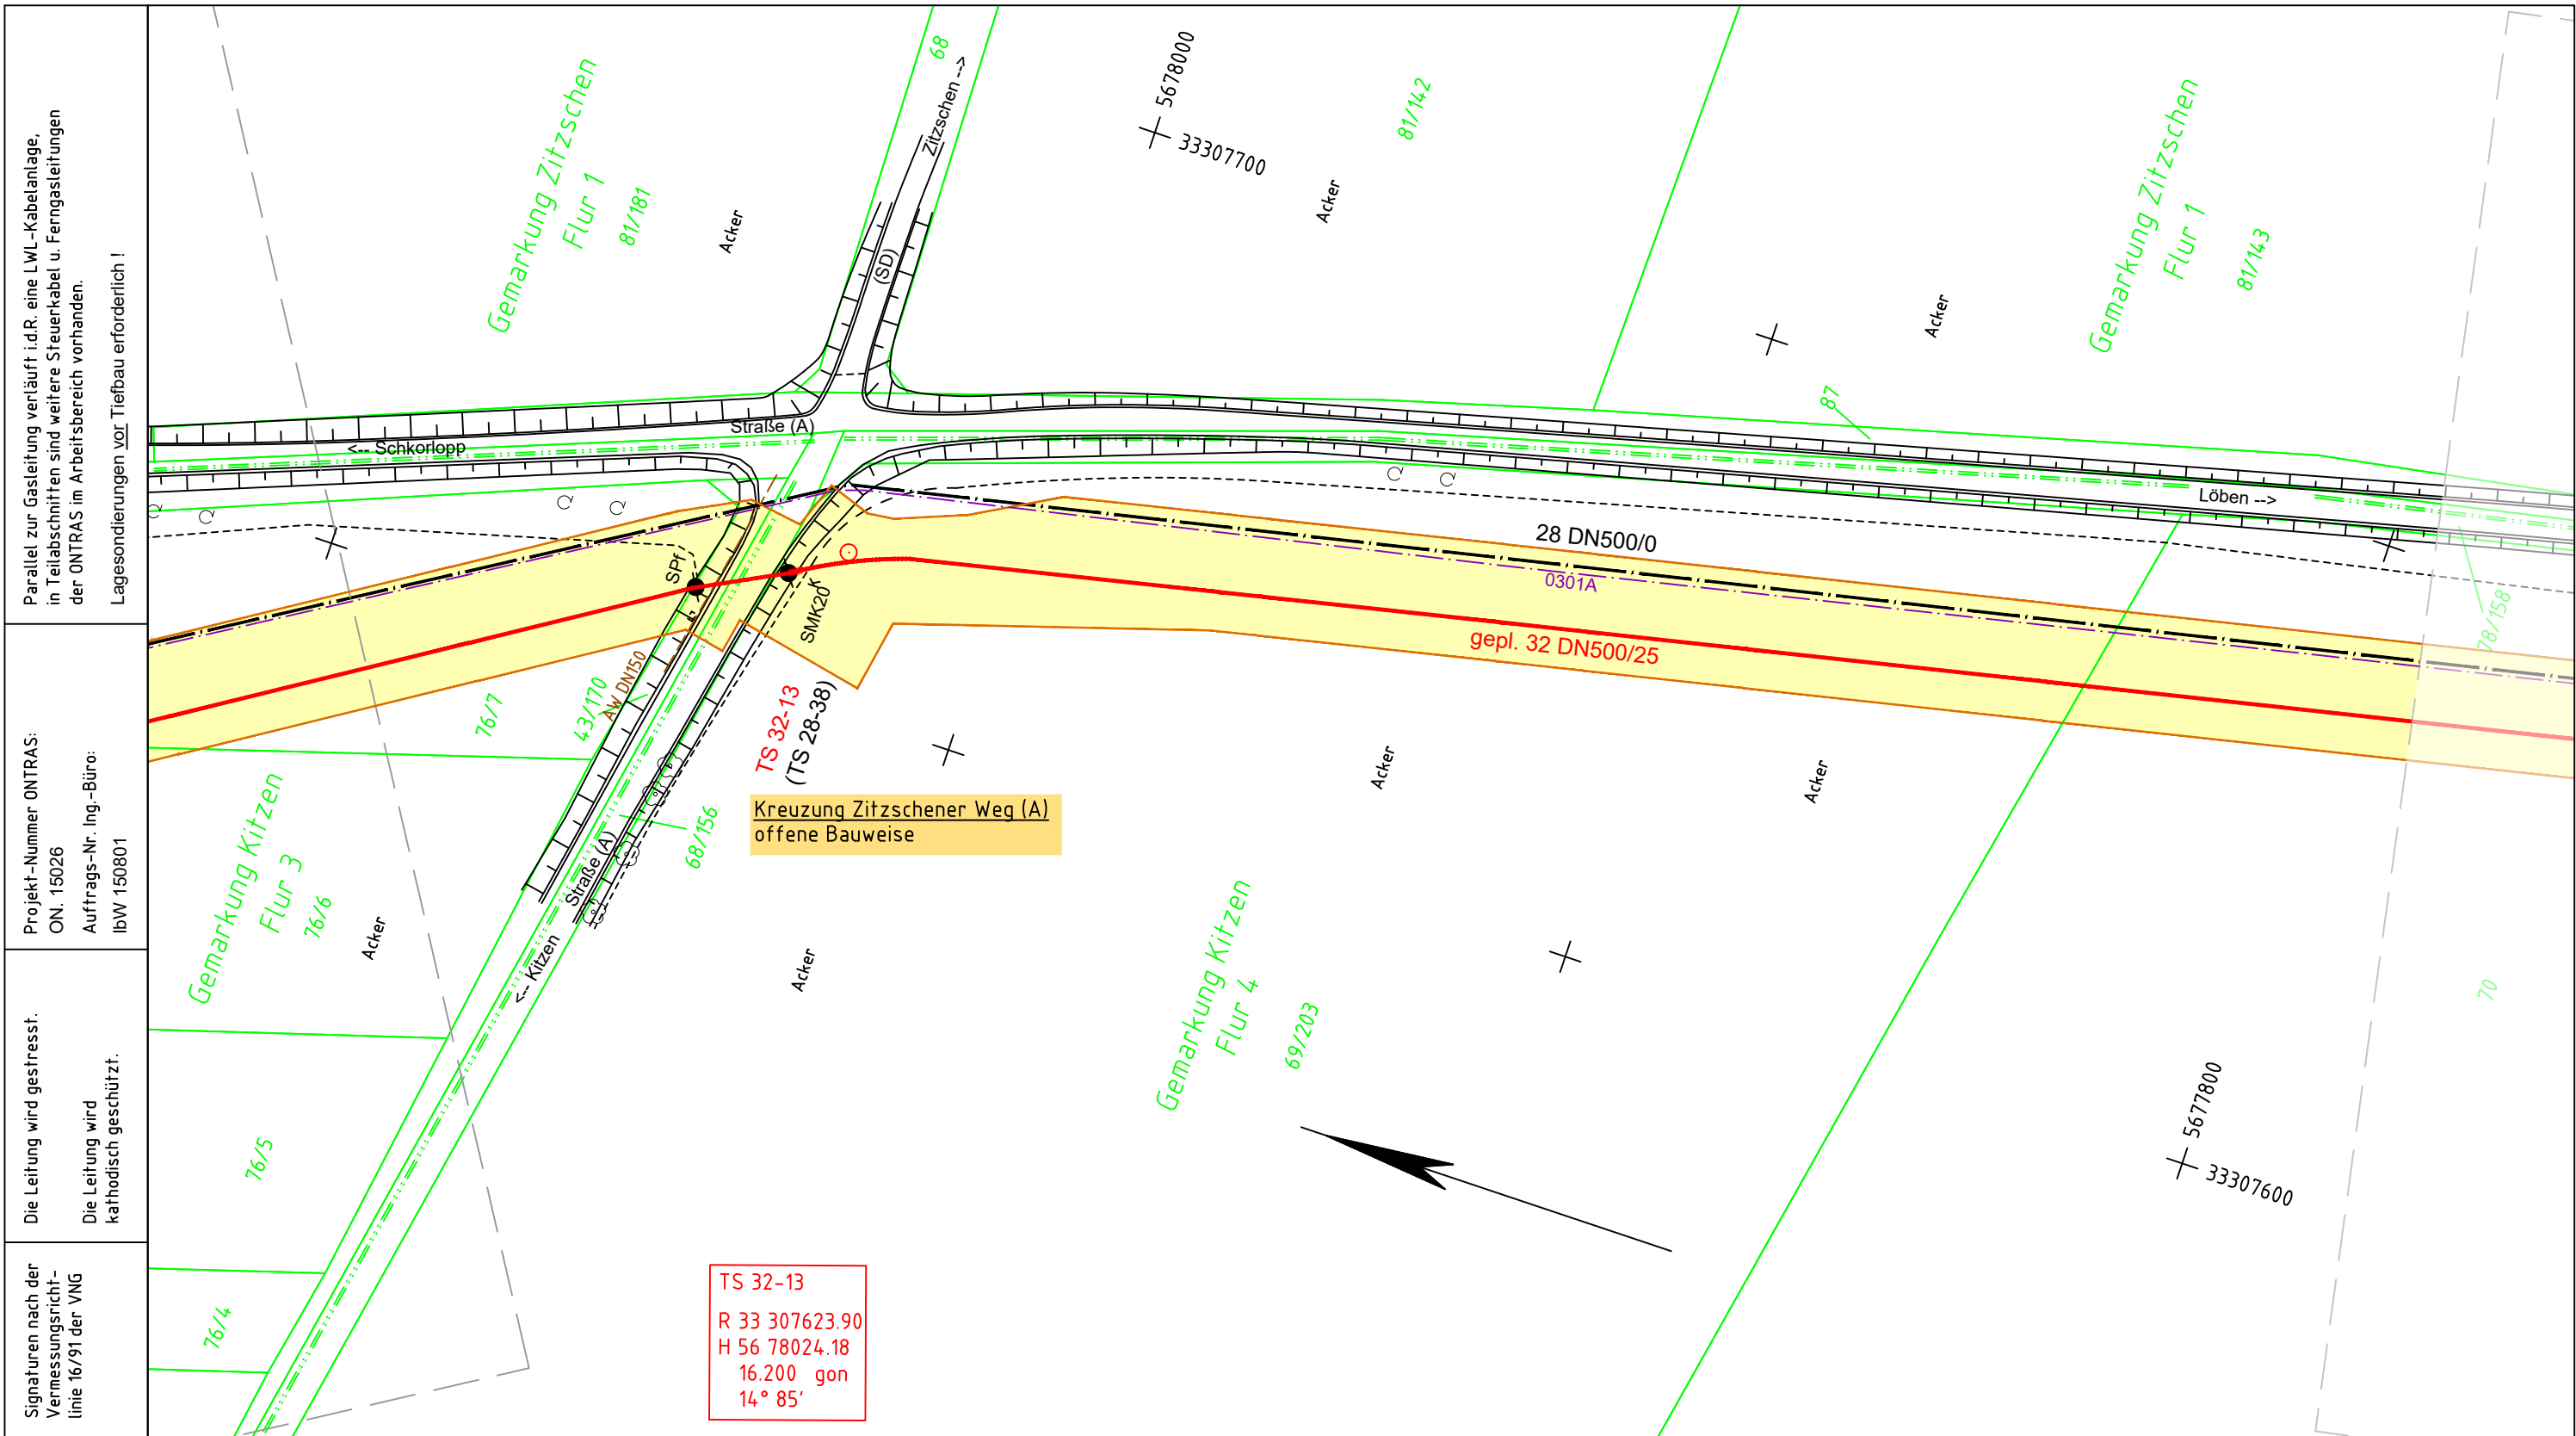 Parallel zur Gasleitung verläuft i.d.R. eine LWL-Kabelanlage,
in Teilabschnitten sind weitere Steuerkabel u. Ferngasleitungen
der ONTRAS im Arbeitsbereich vorhanden.
Lagesondierungen vor Tiefbau erforderlich !
Projekt-Nummer ONTRAS:
ON. 15026
Auftrags-Nr. Ing.-Büro:
IbW 150801
Die Leitung wird gestresst.
Die Leitung wird
kathodisch geschützt.
Signaturen nach der
Vermessungsricht-
linie 16/91 der VNG
Gemarkung Zitzschen
Flur 1
81/181
Acker
68
Zitzschen -->
(SD)
5678000
33307700
Acker
81/142
Gemarkung Zitzschen
Flur 1
81/143
Acker
87
<-- Schkorlopp
Straße (A)
Löben -->
28 DN500/0
0301A
gepl. 32 DN500/25
78/158
SPf
SMK20
K
AW DN150
43/170
76/7
TS 32-13
(TS 28-38)
Kreuzung Zitzschener Weg (A)
offene Bauweise
68/156
Straße (A)
<-- Kitzen
Gemarkung Kitzen
Flur 3
76/6
Acker
Acker
Acker
Acker
Gemarkung Kitzen
Flur 4
69/203
70
76/5
76/4
5677800
33307600
TS 32-13
R 33 307623.90
H 56 78024.18
16.200 gon
14° 85'